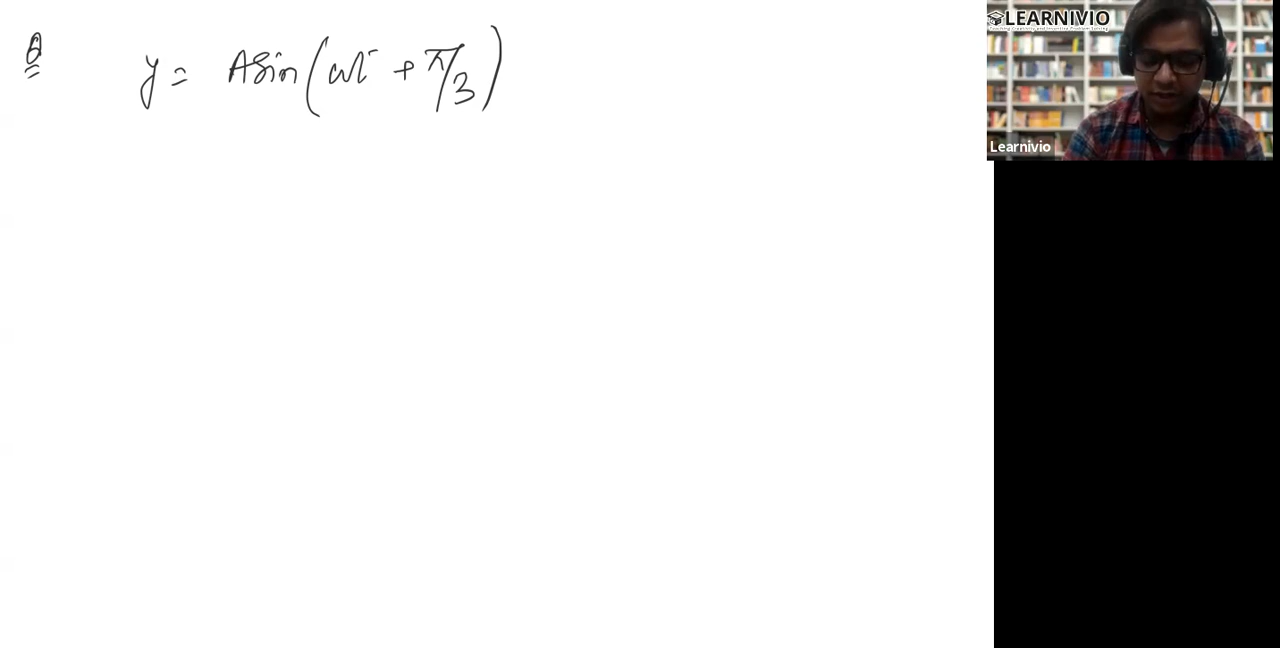 Q
y = A sin(ωt + π/3)
LEARNIVIO
Learnivio